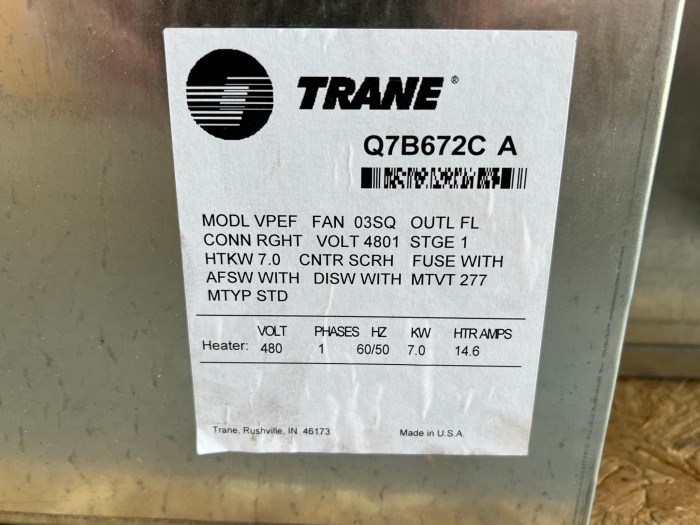 TRANE®
Q7B672C A
MODL VPEF FAN 03SQ OUTL FL
CONN RGHT VOLT 4801 STGE 1
HTKW 7.0 CNTR SCRH FUSE WITH
AFSW WITH DISW WITH MTVT 277
MTYP STD
VOLT PHASES HZ KW HTR AMPS
Heater: 480 1 60/50 7.0 14.6
Trane, Rushville, IN 46173 Made in U.S.A.